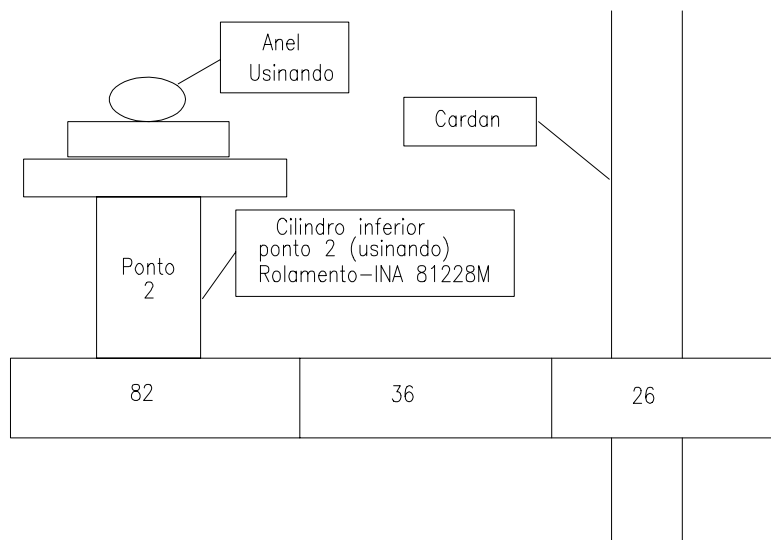 Anel
Usinando
Cardan
Cilindro inferior
ponto 2 (usinando)
Rolamento-INA 81228M
Ponto
2
82
36
26